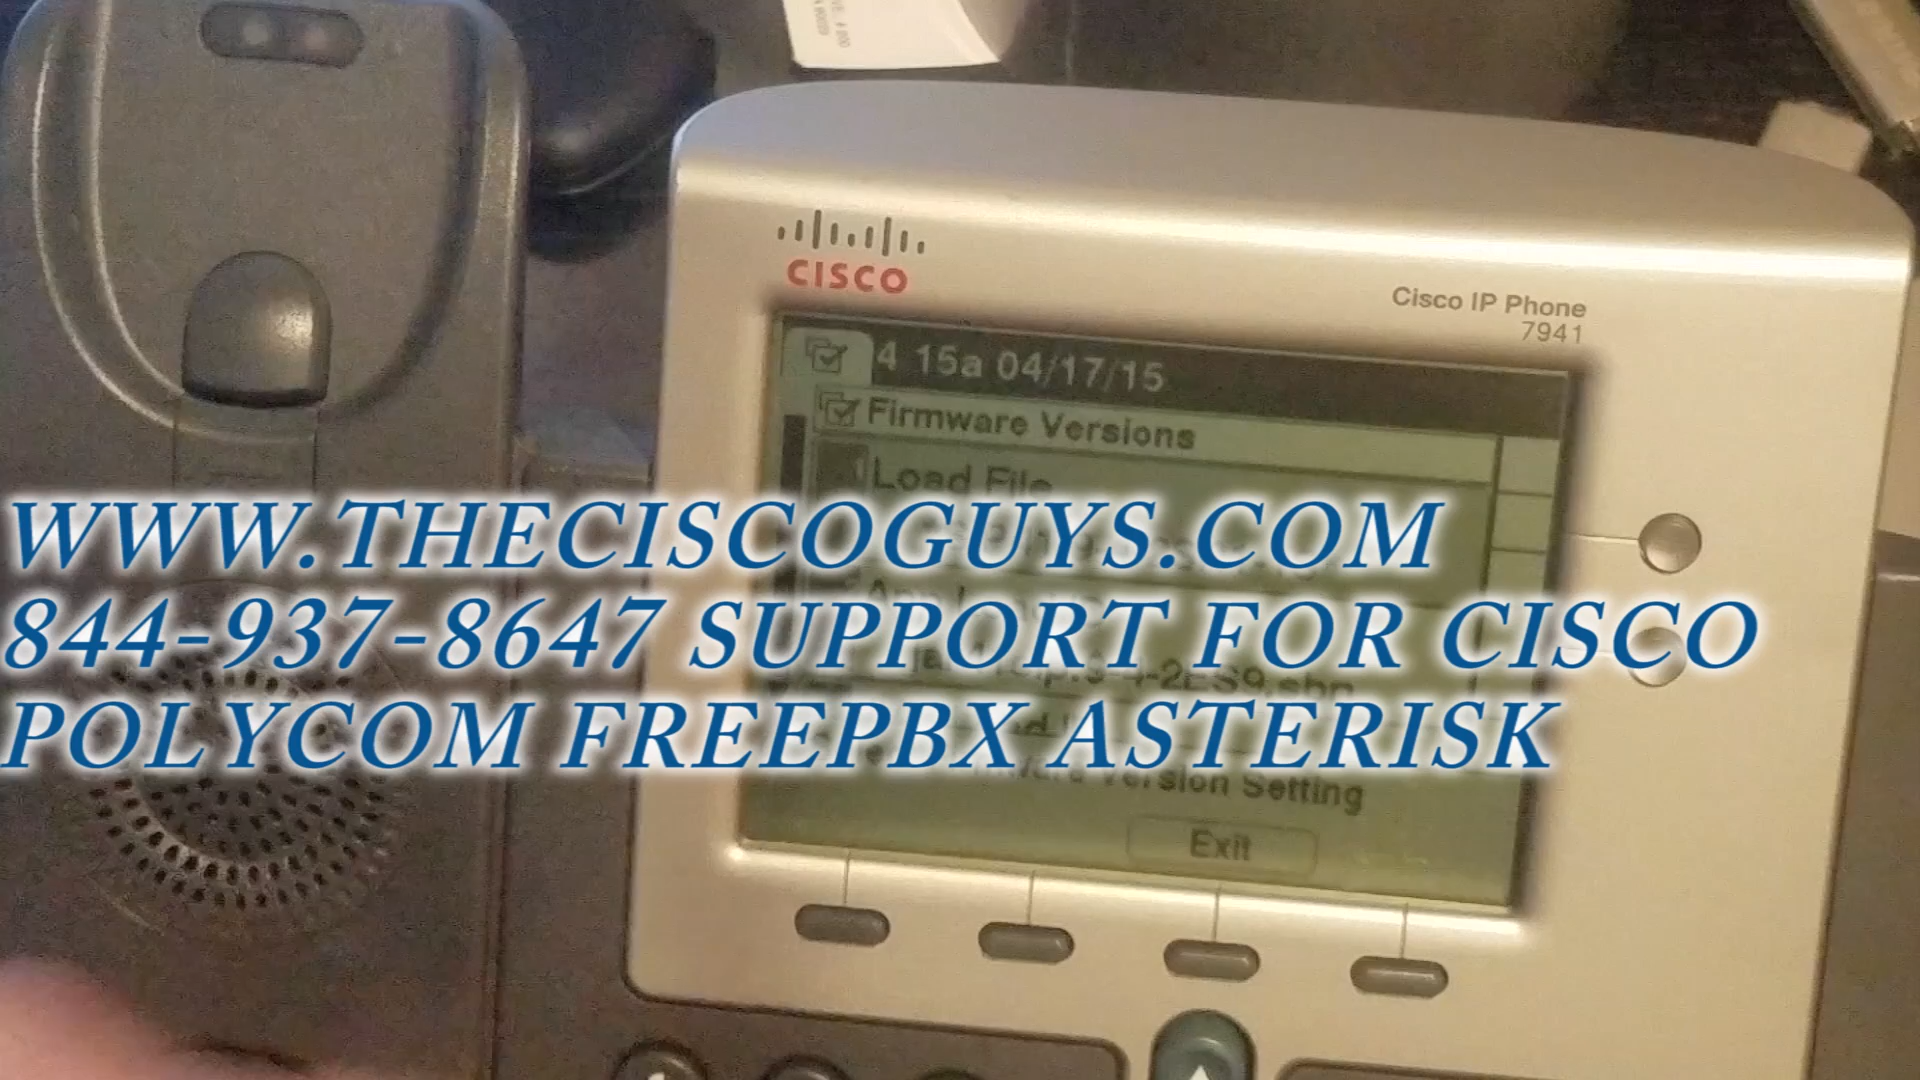 CISCO
Cisco IP Phone
7941
4 15a 04/17/15
Firmware Versions
Load File
WWW.THECISCOGUYS.COM
844-937-8647 SUPPORT FOR CISCO
POLYCOM FREEPBX ASTERISK
Version Setting
Exit